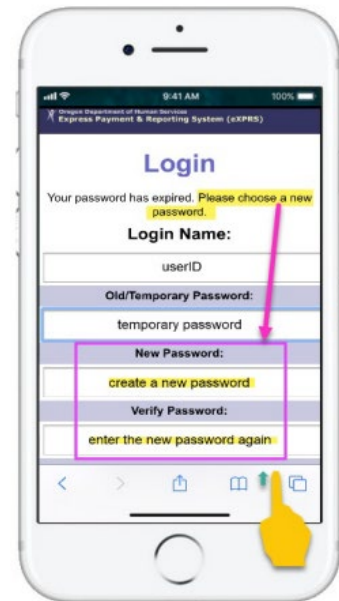 9:41 AM 100%
Oregon Department of Human Services
Express Payment & Reporting System (eXPRS)
Login
Your password has expired. Please choose a new
password.
Login Name:
userID
Old/Temporary Password:
temporary password
New Password:
create a new password
Verify Password:
enter the new password again